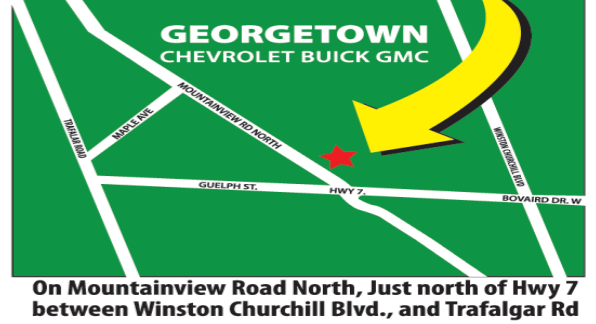 GEORGETOWN
CHEVROLET BUICK GMC
MOUNTAINVIEW RD NORTH
MAPLE AVE
TRAFALAR ROAD
WINSTON CHURCHILL BLVD
GUELPH ST.
HWY 7.
BOVAIRD DR. W
On Mountainview Road North, Just north of Hwy 7
between Winston Churchill Blvd., and Trafalgar Rd